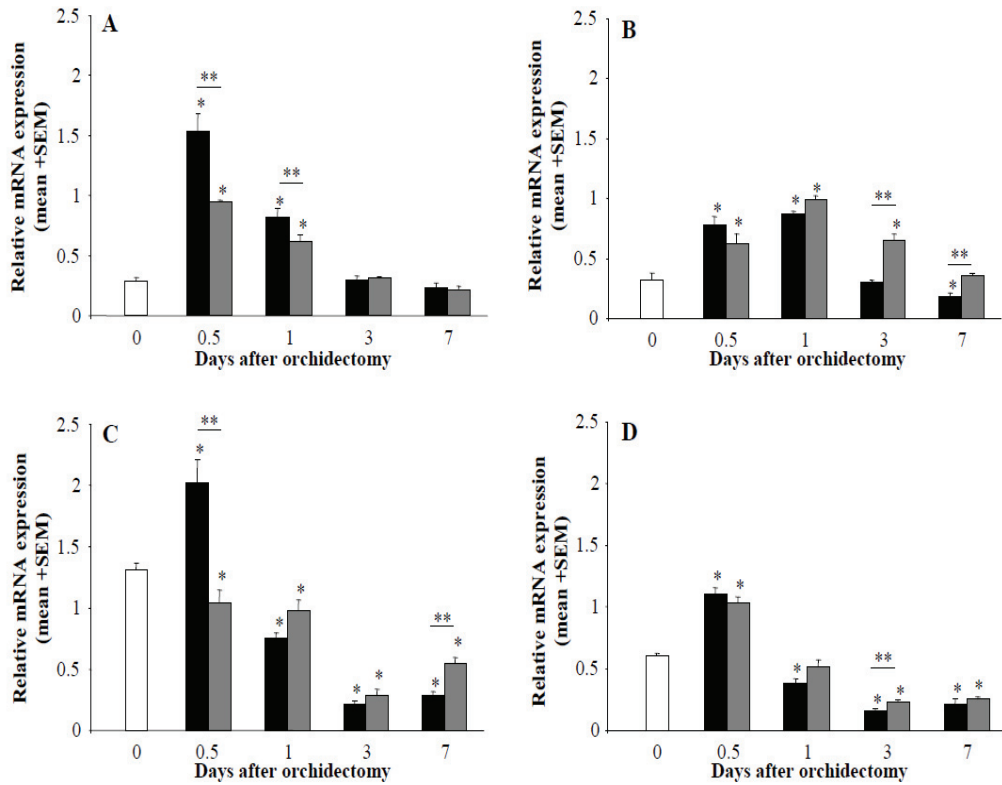 A
Relative mRNA expression
(mean +SEM)
2.5
2
1.5
1
0.5
0
**
*
*
**
*
*
0 0.5 1 3 7
Days after orchidectomy
B
Relative mRNA expression
(mean +SEM)
2.5
2
1.5
1
0.5
0
*
*
*
*
**
*
**
*
0 0.5 1 3 7
Days after orchidectomy
C
Relative mRNA expression
(mean +SEM)
2.5
2
1.5
1
0.5
0
**
*
*
*
*
*
*
**
*
*
0 0.5 1 3 7
Days after orchidectomy
D
Relative mRNA expression
(mean +SEM)
2.5
2
1.5
1
0.5
0
*
*
*
**
*
*
*
*
0 0.5 1 3 7
Days after orchidectomy